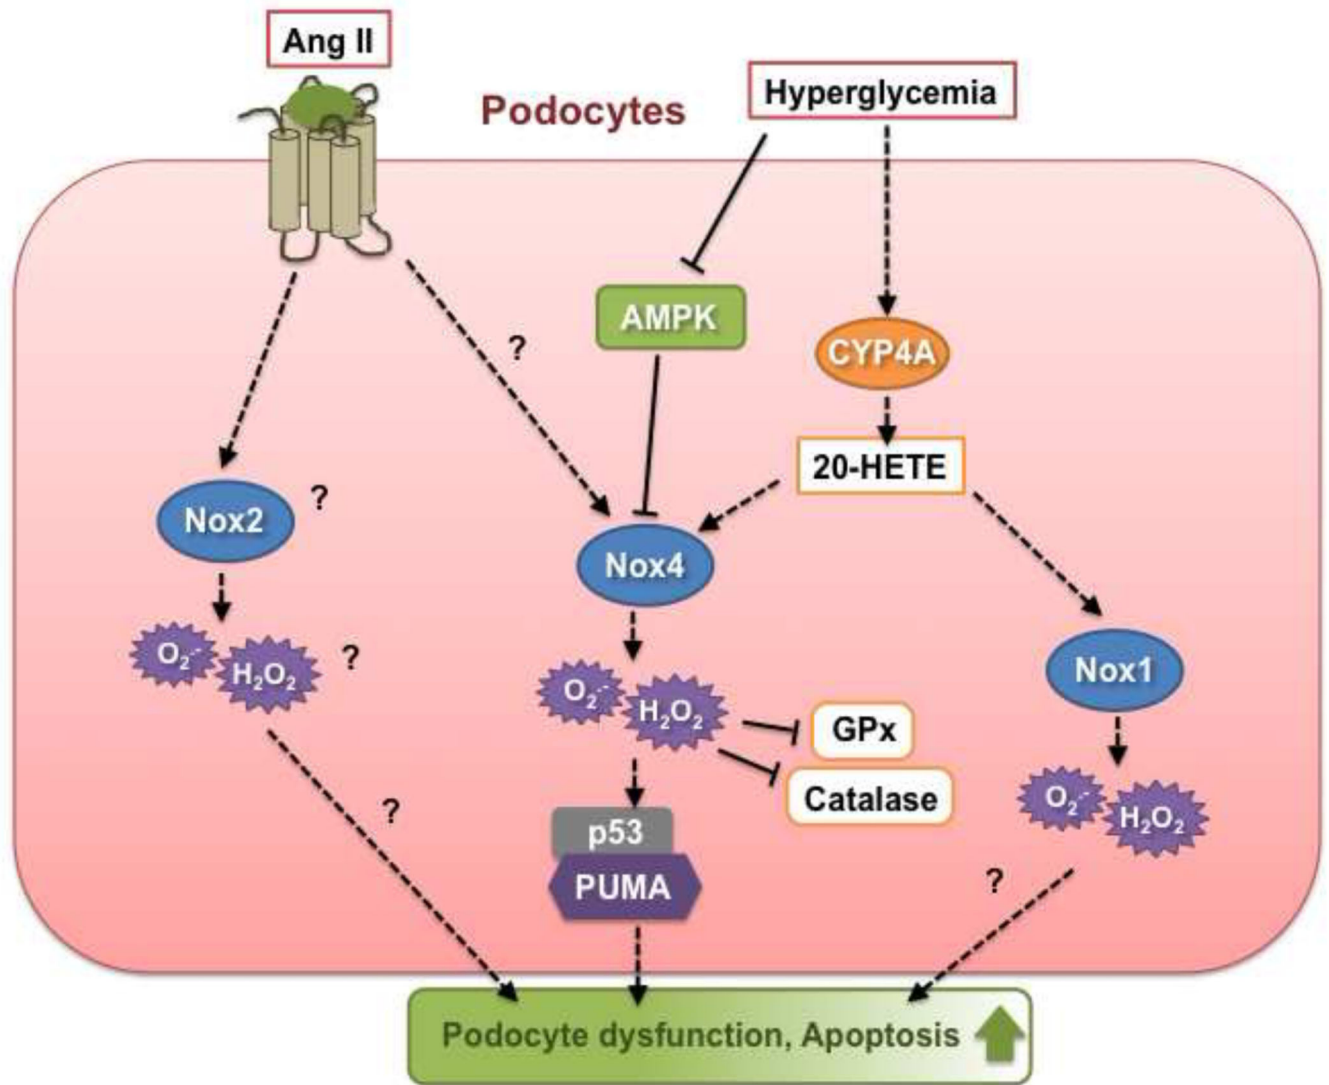 Ang II
Podocytes
Hyperglycemia
AMPK
?
CYP4A
20-HETE
Nox2
?
Nox4
O₂·⁻
H₂O₂
?
Nox1
O₂·⁻
H₂O₂
GPx
Catalase
O₂·⁻
H₂O₂
?
p53
PUMA
?
Podocyte dysfunction, Apoptosis